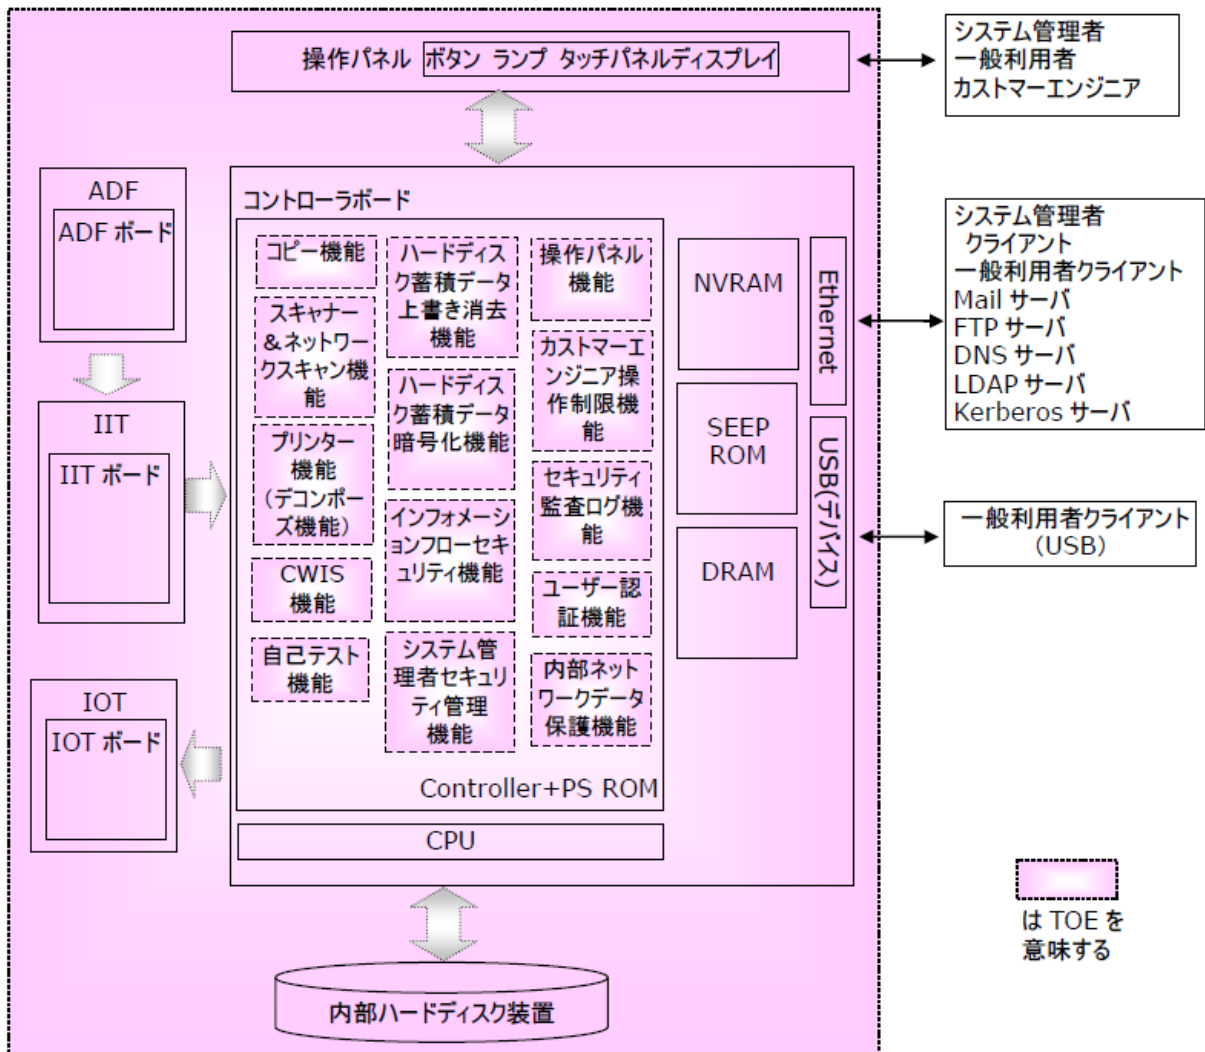 操作パネル ボタン ランプ タッチパネルディスプレイ
システム管理者
一般利用者
カストマーエンジニア
ADF
ADF ボード
IIT
IIT ボード
IOT
IOT ボード
コントローラボード
コピー機能
スキャナー
＆ネットワー
クスキャン機
能
プリンター
機能
（デコンポー
ズ機能）
CWIS
機能
自己テスト
機能
ハードディス
ク蓄積データ
上書き消去
機能
ハードディス
ク蓄積データ
暗号化機能
インフォメーシ
ョンフローセキ
ュリティ機能
システム管
理者セキュリ
ティ管理
機能
操作パネル
機能
カストマーエ
ンジニア操
作制限機
能
セキュリティ
監査ログ機
能
ユーザー認
証機能
内部ネット
ワークデータ
保護機能
Controller+PS ROM
CPU
NVRAM
SEEP
ROM
DRAM
Ethernet
USB(デバイス)
システム管理者
クライアント
一般利用者クライアント
Mail サーバ
FTP サーバ
DNS サーバ
LDAP サーバ
Kerberos サーバ
一般利用者クライアント
（USB）
内部ハードディスク装置
は TOE を
意味する